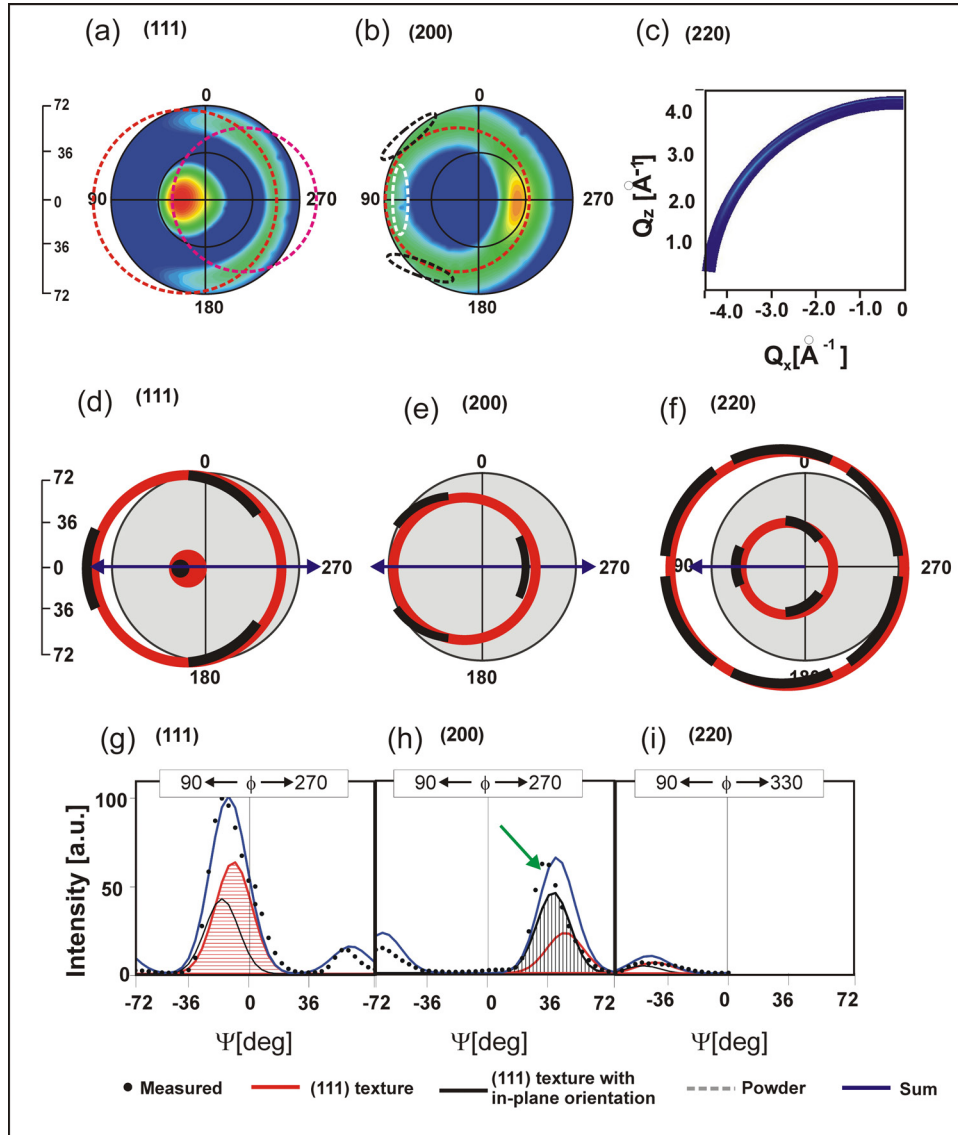 (a) (111)
(b) (200)
(c) (220)
72
36
0
36
72
0
90
270
180
0
90
270
180
4.0
3.0
2.0
1.0
Qz [Å-1]
-4.0 -3.0 -2.0 -1.0 0
Qx[Å-1]
(d) (111)
(e) (200)
(f) (220)
72
36
0
36
72
0
270
180
0
270
180
0
90
270
180
(g) (111)
(h) (200)
(i) (220)
90 ϕ 270
90 ϕ 270
90 ϕ 330
Intensity [a.u.]
100
50
0
-72 -36 0 36 -72 0 36 72 -36 0 36 72
Ψ[deg]
Ψ[deg]
Ψ[deg]
Measured
(111) texture
(111) texture with
in-plane orientation
Powder
Sum